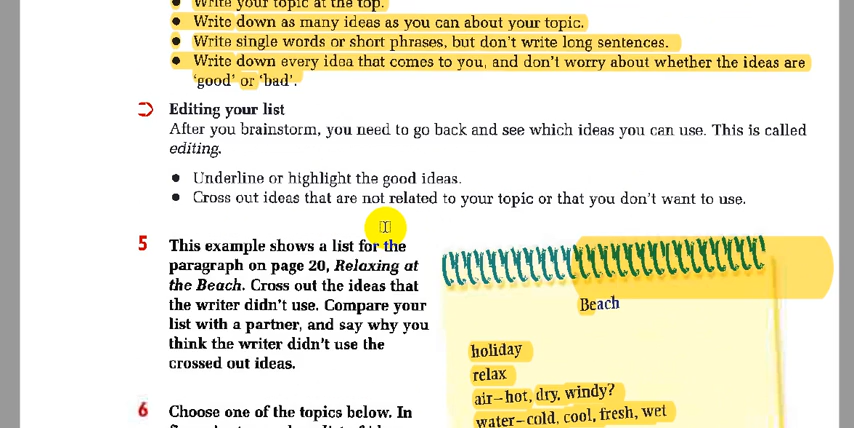 Write your topic at the top.
Write down as many ideas as you can about your topic.
Write single words or short phrases, but don't write long sentences.
Write down every idea that comes to you, and don't worry about whether the ideas are
'good' or 'bad'.
Editing your list
After you brainstorm, you need to go back and see which ideas you can use. This is called
editing.
Underline or highlight the good ideas.
Cross out ideas that are not related to your topic or that you don't want to use.
5 This example shows a list for the
paragraph on page 20, Relaxing at
the Beach. Cross out the ideas that
the writer didn't use. Compare your
list with a partner, and say why you
think the writer didn't use the
crossed out ideas.
6 Choose one of the topics below. In
Beach
holiday
relax
air–hot, dry, windy?
water–cold, cool, fresh, wet